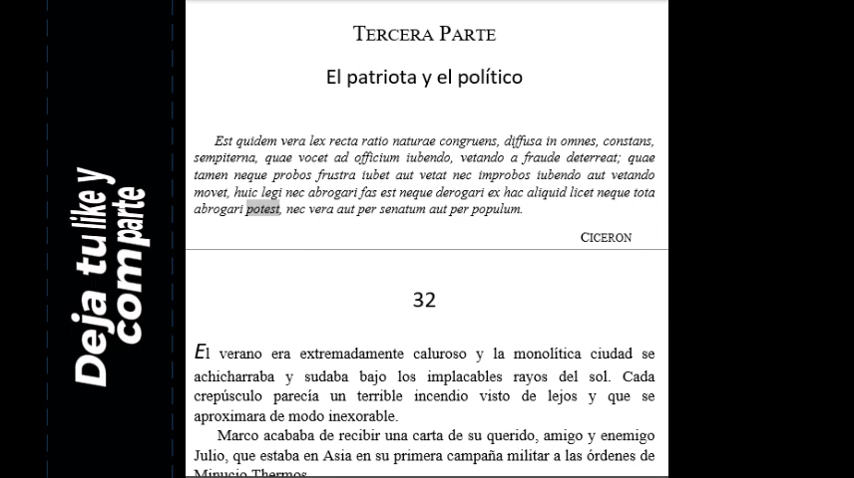 Deja tu like y
comparte
TERCERA PARTE
El patriota y el político
Est quidem vera lex recta ratio naturae congruens, diffusa in omnes, constans,
sempiterna, quae vocet ad officium iubendo, vetando a fraude deterreat; quae
tamen neque probos frustra iubet aut vetat nec improbos iubendo aut vetando
movet, huic legi nec abrogari fas est neque derogari ex hac aliquid licet neque tota
abrogari potest, nec vera aut per senatum aut per populum.
CICERON
32
El verano era extremadamente caluroso y la monolítica ciudad se
achicharraba y sudaba bajo los implacables rayos del sol. Cada
crepúsculo parecía un terrible incendio visto de lejos y que se
aproximara de modo inexorable.
Marco acababa de recibir una carta de su querido, amigo y enemigo
Julio, que estaba en Asia en su primera campaña militar a las órdenes de
Minucio Thermos